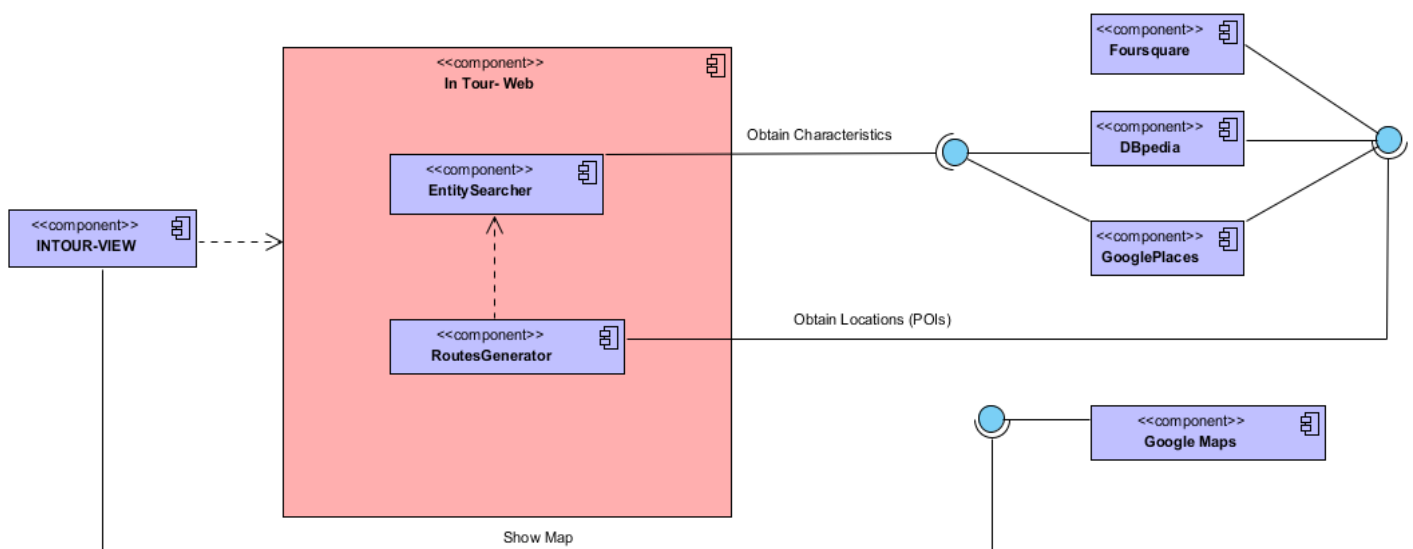 <<component>>
Foursquare
<<component>>
In Tour- Web
Obtain Characteristics
<<component>>
DBpedia
<<component>>
EntitySearcher
<<component>>
INTOUR-VIEW
<<component>>
GooglePlaces
Obtain Locations (POIs)
<<component>>
RoutesGenerator
<<component>>
Google Maps
Show Map